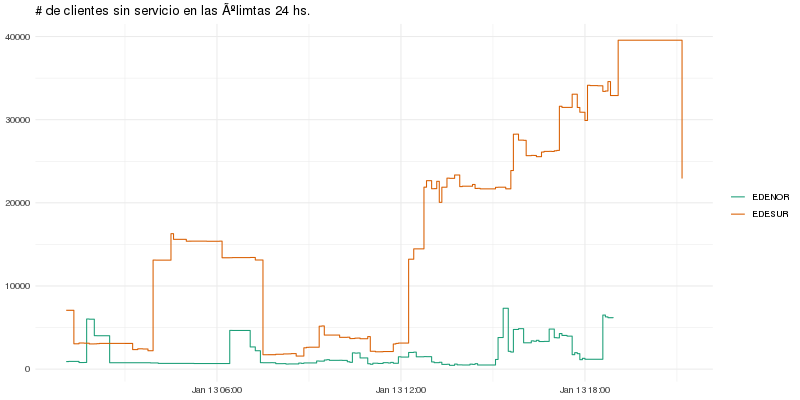 # de clientes sin servicio en las Ãºlimtas 24 hs.
40000
30000
20000
10000
0
Jan 13 06:00
Jan 13 12:00
Jan 13 18:00
EDENOR
EDESUR